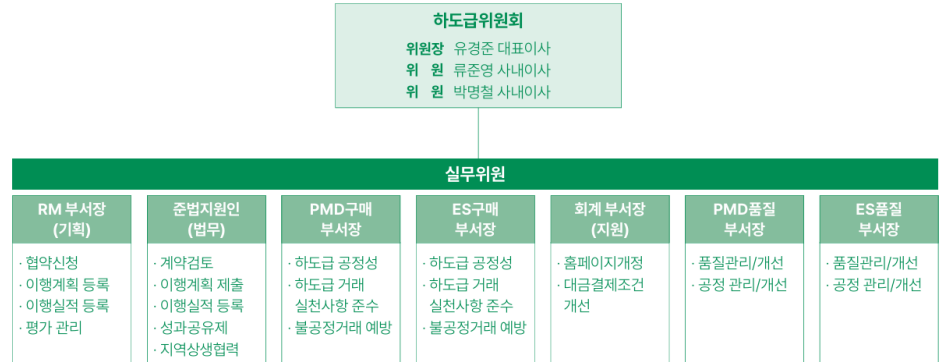 하도급위원회
위원장 유경준 대표이사
위 원 류준영 사내이사
위 원 박명철 사내이사
실무위원
RM 부서장
(기획)
· 협약신청
· 이행계획 등록
· 이행실적 등록
· 평가 관리
준법지원인
(법무)
· 계약검토
· 이행계획 제출
· 이행실적 등록
· 성과공유제
· 지역상생협력
PMD구매
부서장
· 하도급 공정성
· 하도급 거래
실천사항 준수
· 불공정거래 예방
ES구매
부서장
· 하도급 공정성
· 하도급 거래
실천사항 준수
· 불공정거래 예방
회계 부서장
(지원)
· 홈페이지개정
· 대금결제조건
개선
PMD품질
부서장
· 품질관리/개선
· 공정 관리/개선
ES품질
부서장
· 품질관리/개선
· 공정 관리/개선